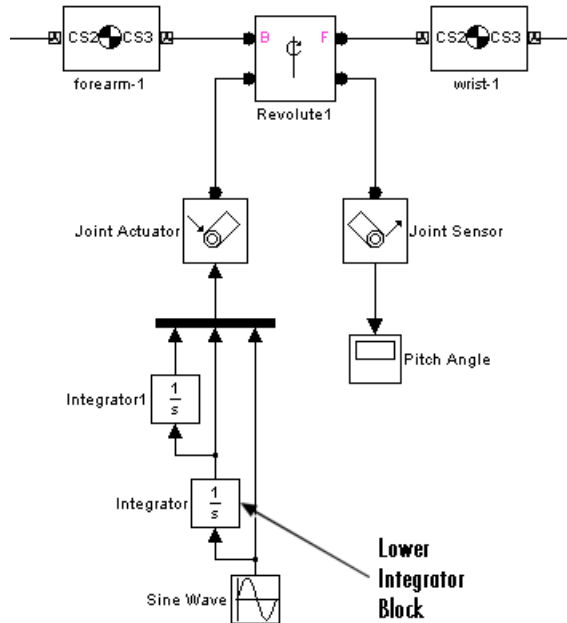 CS2 CS3
B F
CS2 CS3
forearm-1
Revolute1
wrist-1
Joint Actuator
Joint Sensor
Pitch Angle
Integrator1
1
s
Integrator
1
s
Lower
Integrator
Block
Sine Wave